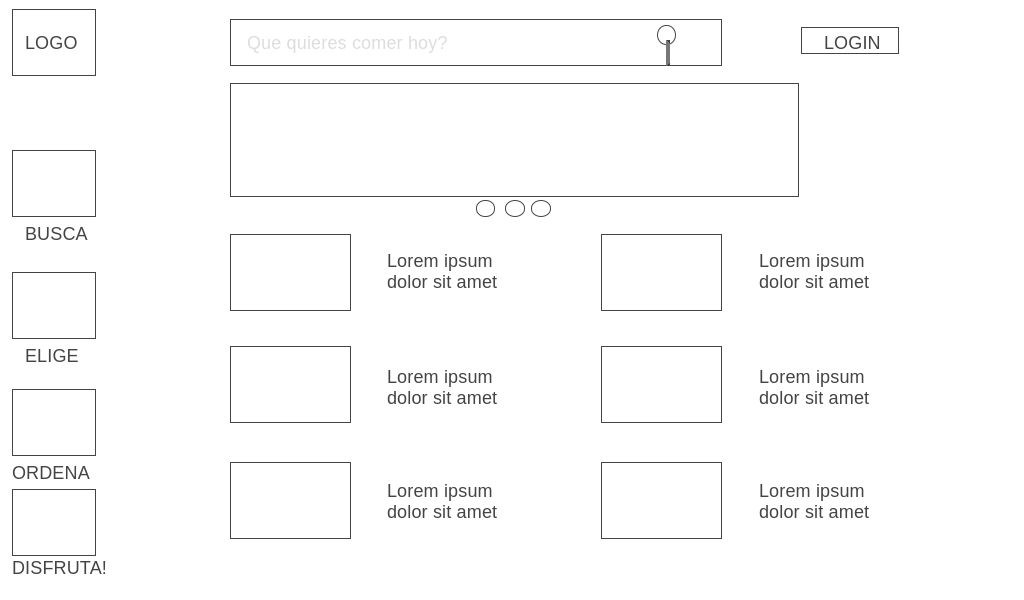 LOGO
Que quieres comer hoy?
LOGIN
BUSCA
ELIGE
ORDENA
DISFRUTA!
Lorem ipsum
dolor sit amet
Lorem ipsum
dolor sit amet
Lorem ipsum
dolor sit amet
Lorem ipsum
dolor sit amet
Lorem ipsum
dolor sit amet
Lorem ipsum
dolor sit amet